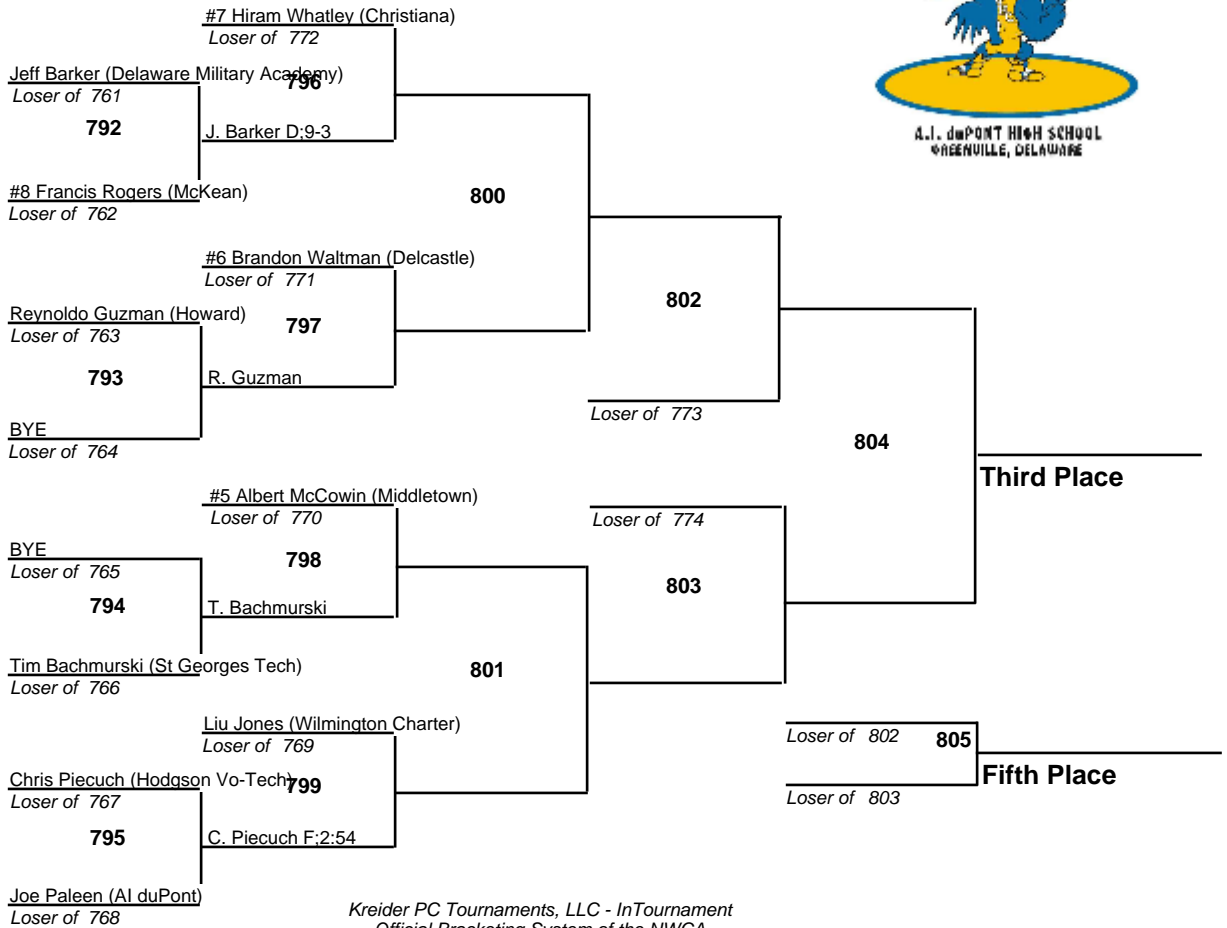 #7 Hiram Whatley (Christiana)
Loser of 772
Jeff Barker (Delaware Military Academy)
796
Loser of 761
792
J. Barker D;9-3
A.I. duPONT HIGH SCHOOL
GREENVILLE, DELAWARE
#8 Francis Rogers (McKean)
Loser of 762
800
#6 Brandon Waltman (Delcastle)
Loser of 771
Reynoldo Guzman (Howard)
797
Loser of 763
802
793
R. Guzman
BYE
Loser of 764
Loser of 773
804
Third Place
#5 Albert McCowin (Middletown)
Loser of 770
Loser of 774
BYE
798
Loser of 765
803
794
T. Bachmurski
Tim Bachmurski (St Georges Tech)
Loser of 766
801
Liu Jones (Wilmington Charter)
Loser of 769
Loser of 802
805
Chris Piecuch (Hodgson Vo-Tech)
799
Loser of 767
Fifth Place
Loser of 803
795
C. Piecuch F;2:54
Joe Paleen (AI duPont)
Loser of 768
Kreider PC Tournaments, LLC - InTournament
Official Bracketing System of the NWCA